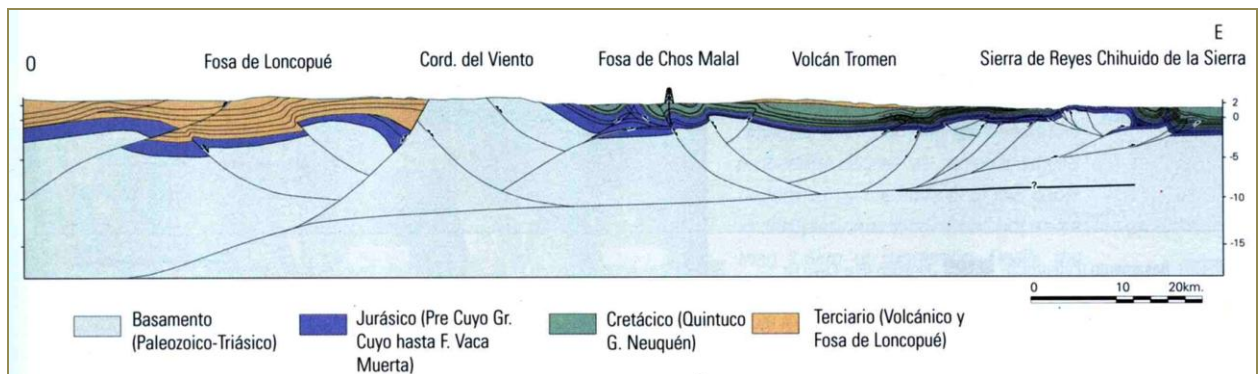 E
O Fosa de Loncopué Cord. del Viento Fosa de Chos Malal Volcán Tromen Sierra de Reyes Chihuido de la Sierra
2
0
-5
?
-10
-15
0 10 20km.
Basamento
(Paleozoico-Triásico)
Jurásico (Pre Cuyo Gr.
Cuyo hasta F. Vaca
Muerta)
Cretácico (Quintuco
G. Neuquén)
Terciario (Volcánico y
Fosa de Loncopué)